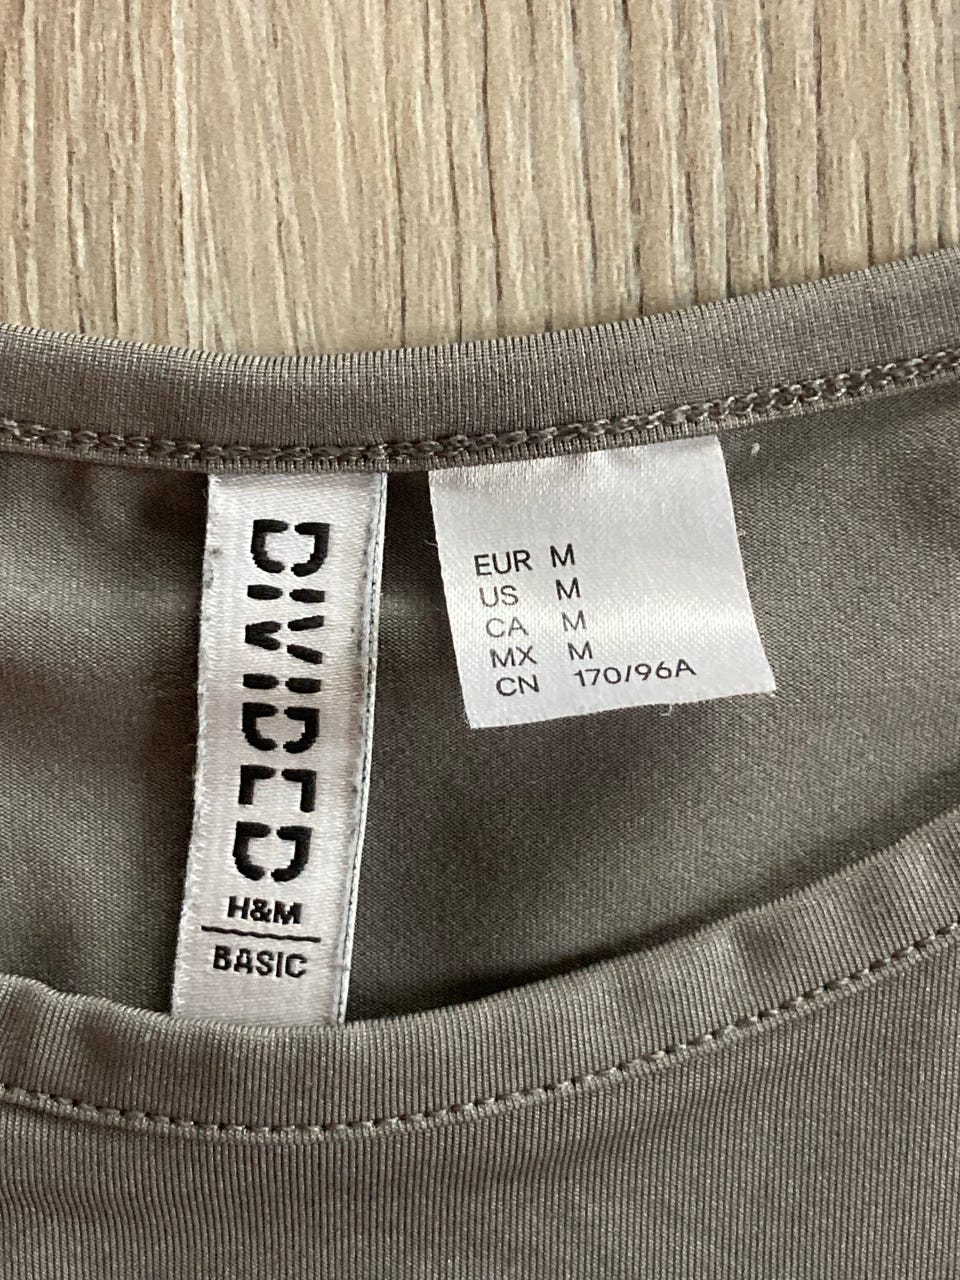 DIVIDED
H&M
BASIC
EUR M
US M
CA M
MX M
CN 170/96A